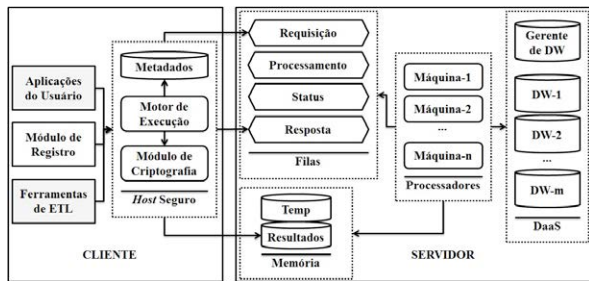 Aplicações
do Usuário
Módulo de
Registro
Ferramentas
de ETL
Metadados
Motor de
Execução
Módulo de
Criptografia
Host Seguro
CLIENTE
Requisição
Processamento
Status
Resposta
Filas
Temp
Resultados
Memória
Máquina-1
Máquina-2
...
Máquina-n
Processadores
Gerente
de DW
DW-1
DW-2
...
DW-m
DaaS
SERVIDOR